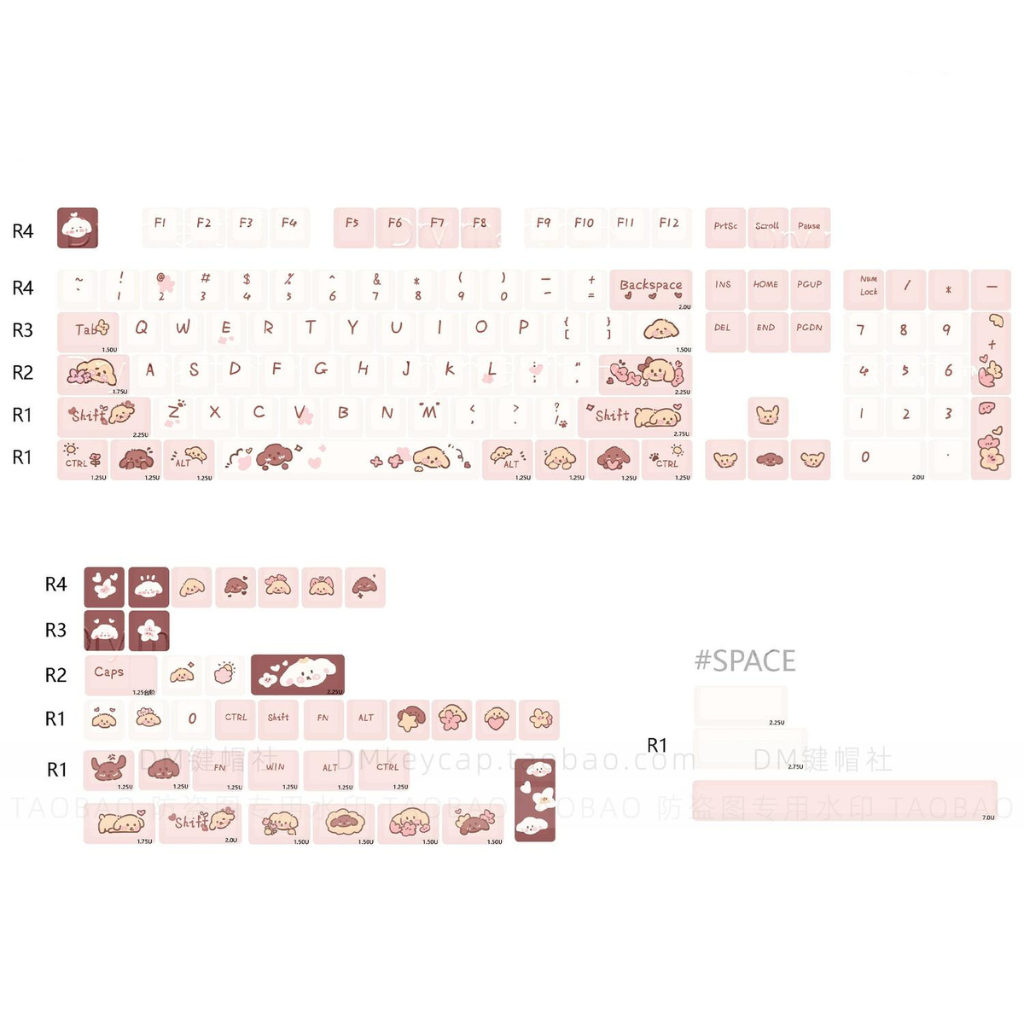 R4 F1 F2 F3 F4 F5 F6 F7 F8 F9 F10 F11 F12 PrtSc Scroll Pause
R4 ~ ! @ # $ % ^ & * ( ) — + Backspace INS HOME PGUP Num / * —
` 1 2 3 4 5 6 7 8 9 0 - = 2.0U Lock
R3 Tab Q W E R T Y U I O P { } DEL END PGDN 7 8 9 +
[ ]
1.50U 1.50U
R2 A S D F G H J K L : " 4 5 6
; '
1.75U 2.25U
R1 Shift Z X C V B N "M" < > ? Shift 1 2 3
, . /
2.25U 2.75U
R1 CTRL ALT ALT CTRL 0 .
1.25U 1.25U 1.25U 1.25U 1.25U 1.25U 1.25U 2.0U
R4
R3
R2 Caps
1.25U 2.25U
#SPACE
R1 0 CTRL Shift FN ALT
2.25U
R1
2.75U
R1 FN WIN ALT CTRL
1.25U 1.25U 1.25U 1.25U 1.25U 1.25U
DM键帽社 DMkeycap.taobao.com DM键帽社
TAOBAO 防盗图专用水印 TAOBAO TAOBAO 防盗图专用水印 TAOBAO
Shift
7.0U
1.75U 2.0U 1.50U 1.50U 1.50U 1.50U